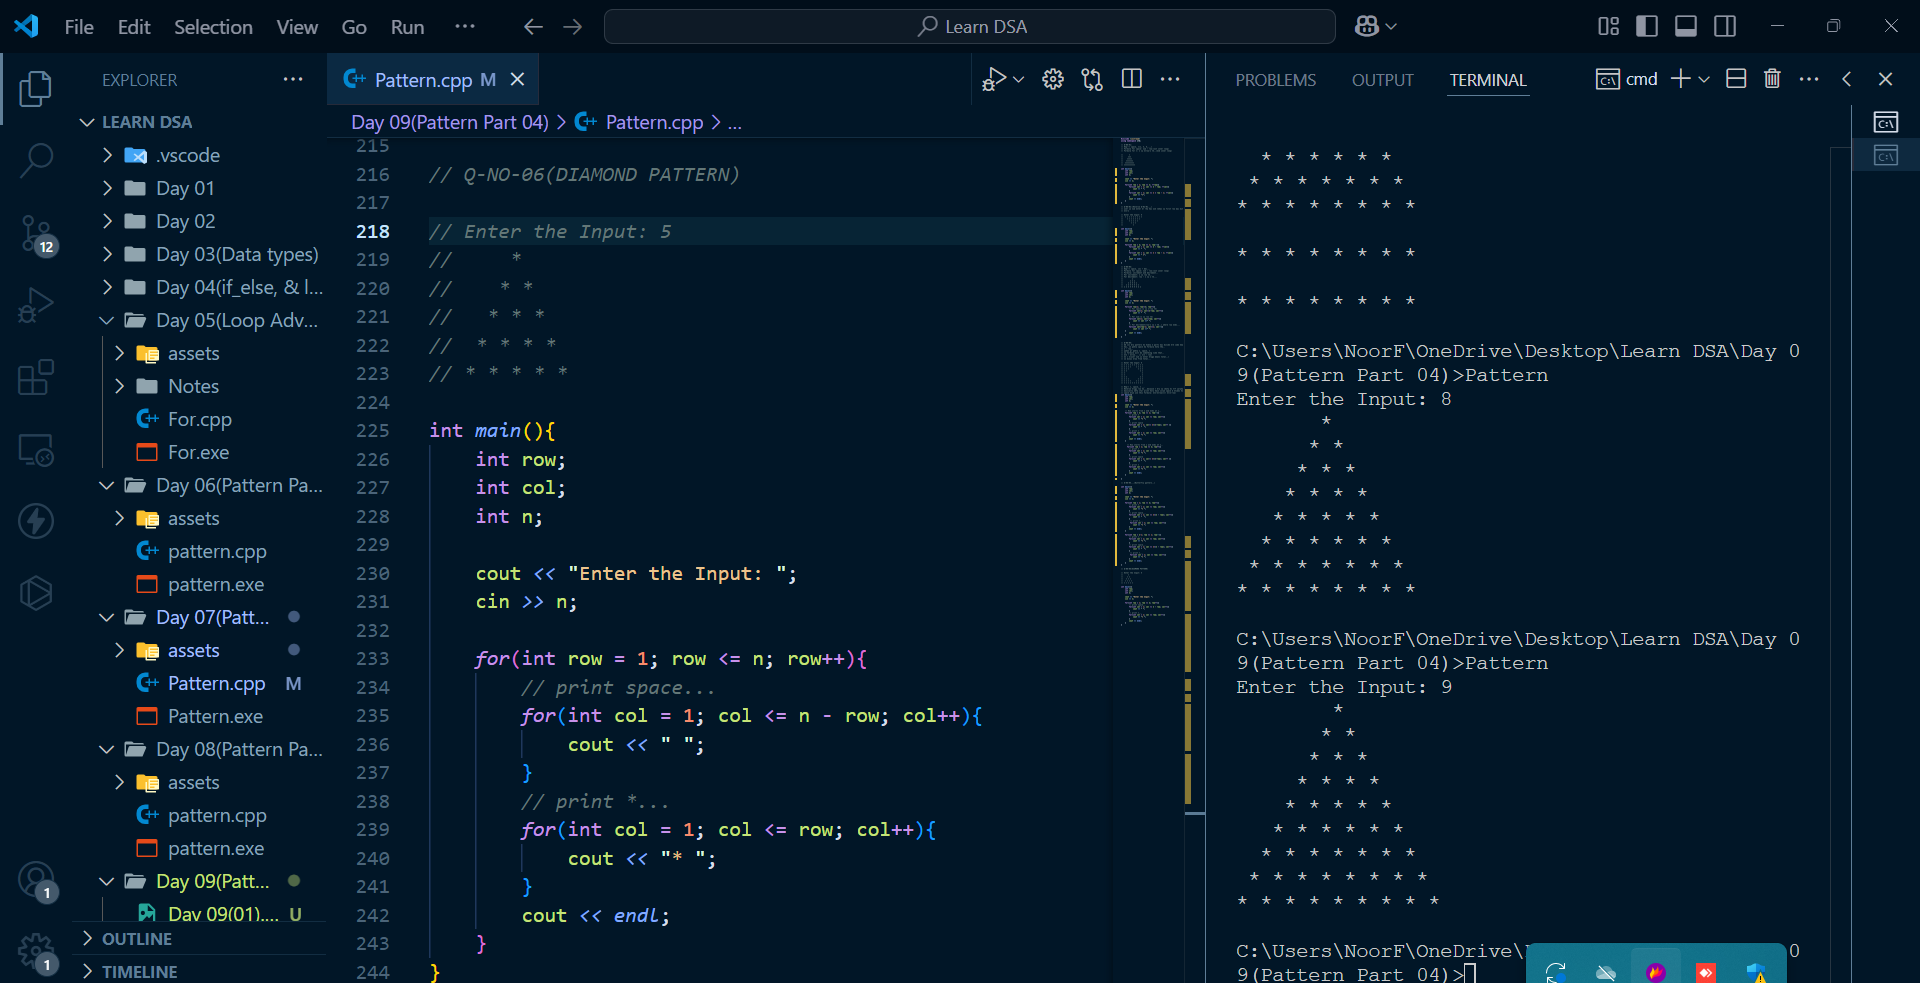 File Edit Selection View Go Run ··· Learn DSA
EXPLORER ···
LEARN DSA
.vscode
Day 01
Day 02
Day 03(Data types)
Day 04(if_else, & l...
Day 05(Loop Adv...
assets
Notes
For.cpp
For.exe
Day 06(Pattern Pa...
assets
pattern.cpp
pattern.exe
Day 07(Patt...
assets
Pattern.cpp M
Pattern.exe
Day 08(Pattern Pa...
assets
pattern.cpp
pattern.exe
Day 09(Patt...
Day 09(01).... U
OUTLINE
TIMELINE
12
1
1
Pattern.cpp M
Day 09(Pattern Part 04) > Pattern.cpp > ...
215
216 // Q-NO-06(DIAMOND PATTERN)
217
218 // Enter the Input: 5
219 //     *
220 //    * *
221 //   * * *
222 //  * * * *
223 // * * * * *
224
225 int main(){
226     int row;
227     int col;
228     int n;
229
230     cout << "Enter the Input: ";
231     cin >> n;
232
233     for(int row = 1; row <= n; row++){
234         // print space...
235         for(int col = 1; col <= n - row; col++){
236             cout << " ";
237         }
238         // print *...
239         for(int col = 1; col <= row; col++){
240             cout << "* ";
241         }
242         cout << endl;
243     }
244 }
PROBLEMS OUTPUT TERMINAL cmd
  * * * * * *
 * * * * * * *
* * * * * * * *
* * * * * * * *
* * * * * * * *
C:\Users\NoorF\OneDrive\Desktop\Learn DSA\Day 0
9(Pattern Part 04)>Pattern
Enter the Input: 8
       *
      * *
     * * *
    * * * *
   * * * * *
  * * * * * *
 * * * * * * *
* * * * * * * *
C:\Users\NoorF\OneDrive\Desktop\Learn DSA\Day 0
9(Pattern Part 04)>Pattern
Enter the Input: 9
        *
       * *
      * * *
     * * * *
    * * * * *
   * * * * * *
  * * * * * * *
 * * * * * * * *
* * * * * * * * *
C:\Users\NoorF\OneDrive\ 0
9(Pattern Part 04)>